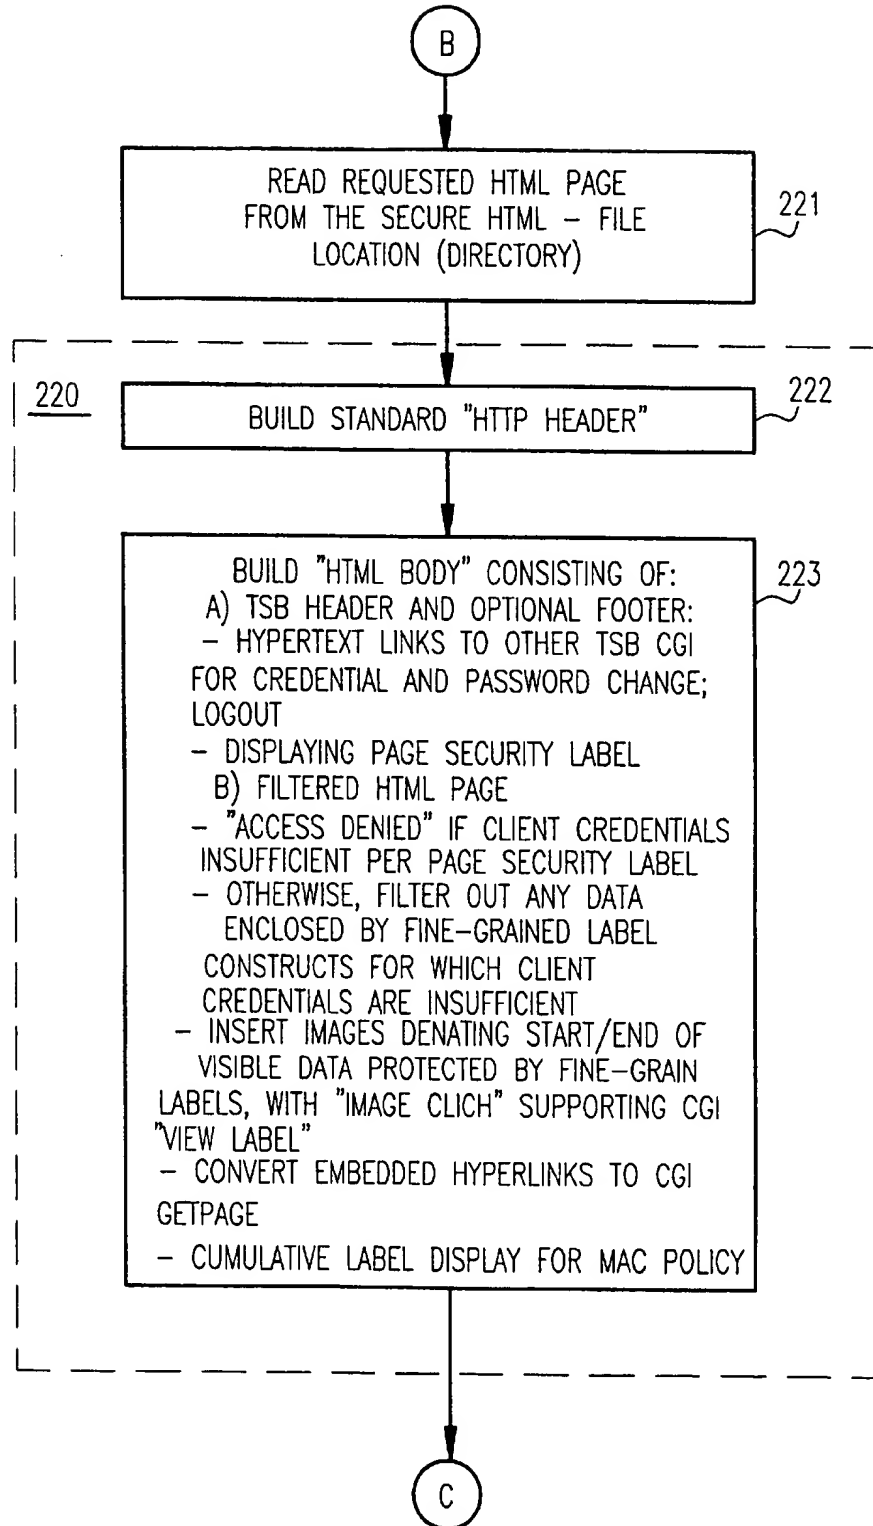 B
READ REQUESTED HTML PAGE
FROM THE SECURE HTML – FILE
LOCATION (DIRECTORY)
221
220
BUILD STANDARD "HTTP HEADER"
222
BUILD "HTML BODY" CONSISTING OF:
223
A) TSB HEADER AND OPTIONAL FOOTER:
– HYPERTEXT LINKS TO OTHER TSB CGI
FOR CREDENTIAL AND PASSWORD CHANGE;
LOGOUT
– DISPLAYING PAGE SECURITY LABEL
B) FILTERED HTML PAGE
– "ACCESS DENIED" IF CLIENT CREDENTIALS
INSUFFICIENT PER PAGE SECURITY LABEL
– OTHERWISE, FILTER OUT ANY DATA
ENCLOSED BY FINE–GRAINED LABEL
CONSTRUCTS FOR WHICH CLIENT
CREDENTIALS ARE INSUFFICIENT
– INSERT IMAGES DENATING START/END OF
VISIBLE DATA PROTECTED BY FINE–GRAIN
LABELS, WITH "IMAGE CLICH" SUPPORTING CGI
"VIEW LABEL"
– CONVERT EMBEDDED HYPERLINKS TO CGI
GETPAGE
– CUMULATIVE LABEL DISPLAY FOR MAC POLICY
C